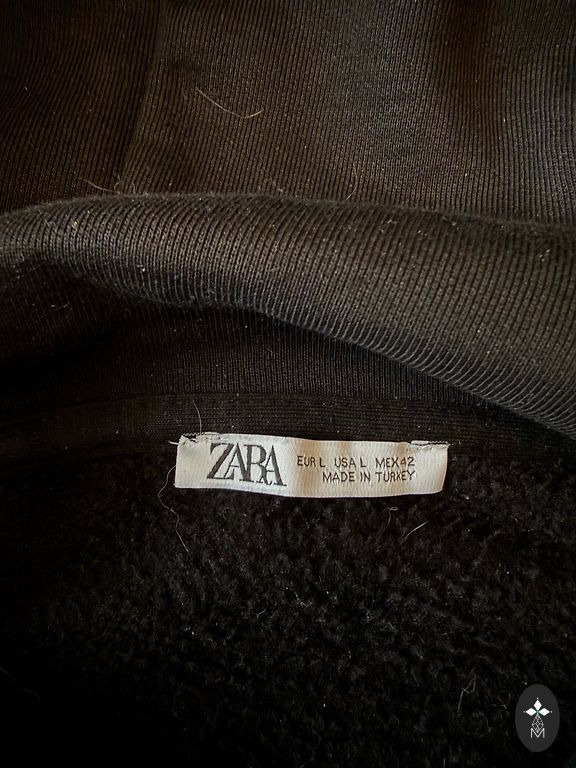 ZARA
EUR L USA L MEX 42
MADE IN TURKEY
M